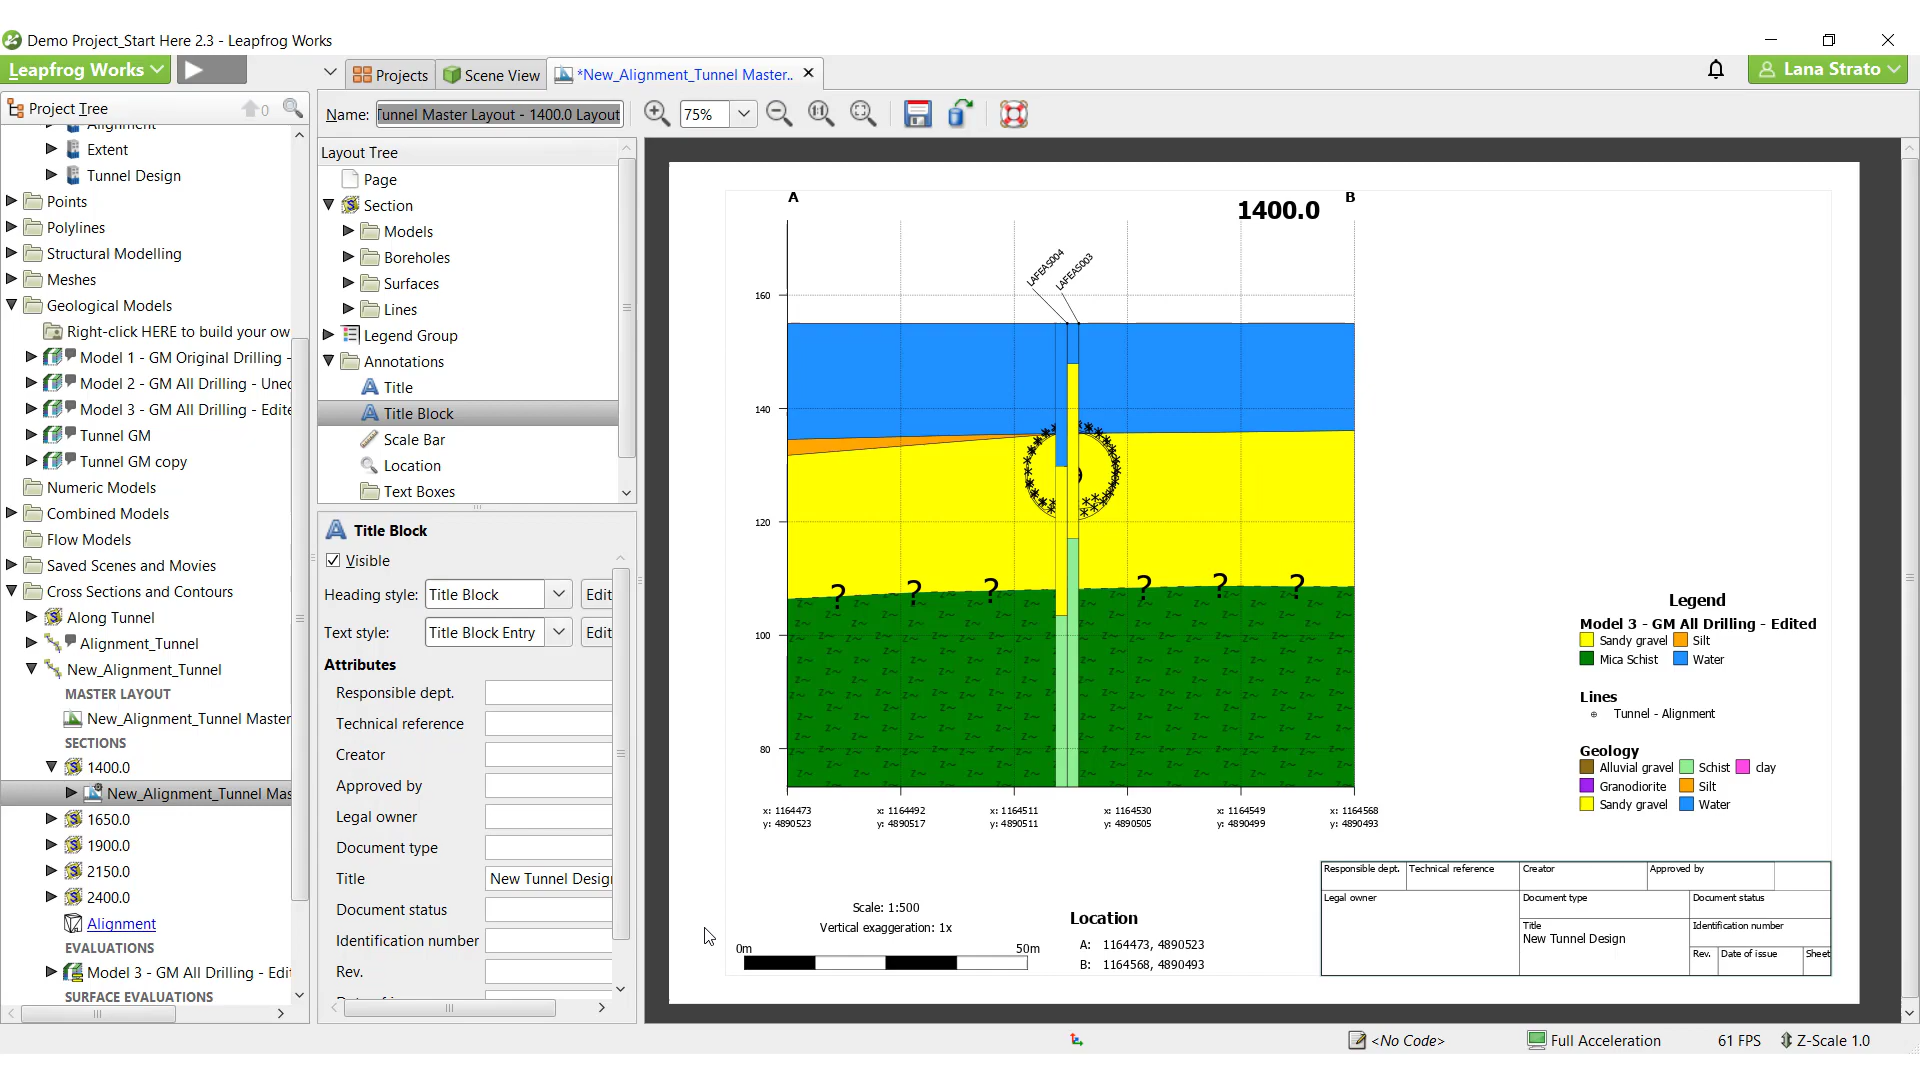 Demo Project_Start Here 2.3 - Leapfrog Works
Leapfrog Works
Projects
Scene View
*New_Alignment_Tunnel Master..
Lana Strato
Project Tree
0
Alignment
Extent
Tunnel Design
Points
Polylines
Structural Modelling
Meshes
Geological Models
Right-click HERE to build your ow
Model 1 - GM Original Drilling -
Model 2 - GM All Drilling - Uned
Model 3 - GM All Drilling - Edite
Tunnel GM
Tunnel GM copy
Numeric Models
Combined Models
Flow Models
Saved Scenes and Movies
Cross Sections and Contours
Along Tunnel
Alignment_Tunnel
New_Alignment_Tunnel
MASTER LAYOUT
New_Alignment_Tunnel Master
SECTIONS
1400.0
New_Alignment_Tunnel Mas
1650.0
1900.0
2150.0
2400.0
Alignment
EVALUATIONS
Model 3 - GM All Drilling - Edit
SURFACE EVALUATIONS
Name: Tunnel Master Layout - 1400.0 Layout
75%
Layout Tree
Page
Section
Models
Boreholes
Surfaces
Lines
Legend Group
Annotations
Title
Title Block
Scale Bar
Location
Text Boxes
Title Block
Visible
Heading style: Title Block Edit
Text style: Title Block Entry Edit
Attributes
Responsible dept.
Technical reference
Creator
Approved by
Legal owner
Document type
Title New Tunnel Design
Document status
Identification number
Rev.
A
B
1400.0
LAFEAS004
LAFEAS003
160
140
120
100
80
? ? ? ? ? ?
x: 1164473 x: 1164492 x: 1164511 x: 1164530 x: 1164549 x: 1164568
y: 4890523 y: 4890517 y: 4890511 y: 4890505 y: 4890499 y: 4890493
Legend
Model 3 - GM All Drilling - Edited
Sandy gravel Silt
Mica Schist Water
Lines
Tunnel - Alignment
Geology
Alluvial gravel Schist clay
Granodiorite Silt
Sandy gravel Water
Scale: 1:500
Vertical exaggeration: 1x
0m 50m
Location
A: 1164473, 4890523
B: 1164568, 4890493
Responsible dept. Technical reference Creator Approved by
Legal owner Document type Document status
Title Identification number
New Tunnel Design
Rev. Date of issue Sheet
<No Code>
Full Acceleration
61 FPS
Z-Scale 1.0